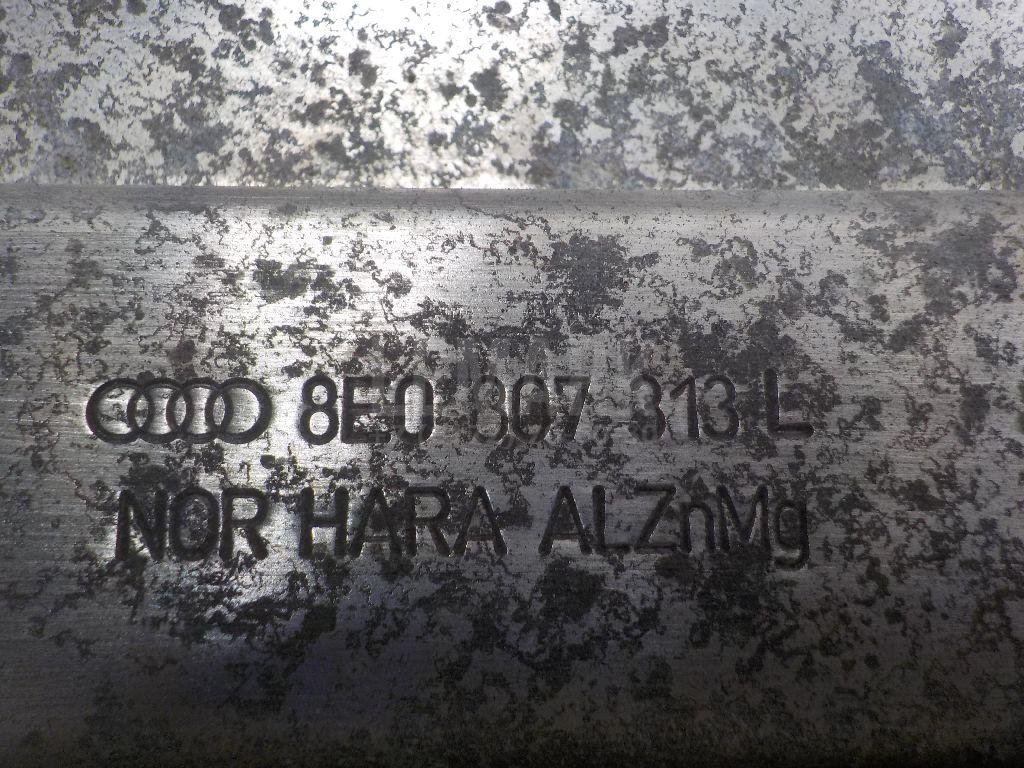 8E0 807 313 L
NOR HARA ALZnMg